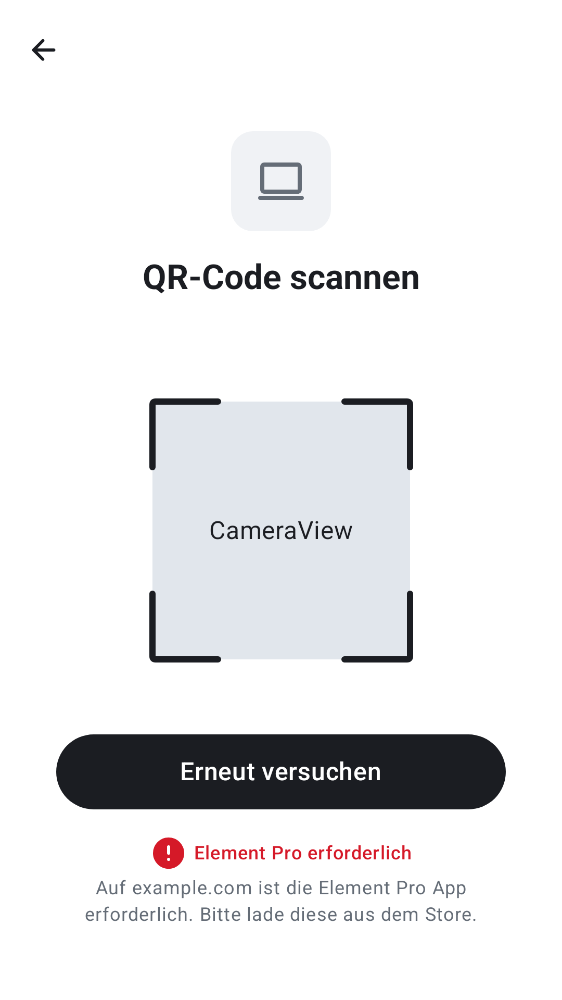 QR-Code scannen
CameraView
Erneut versuchen
Element Pro erforderlich
Auf example.com ist die Element Pro App
erforderlich. Bitte lade diese aus dem Store.